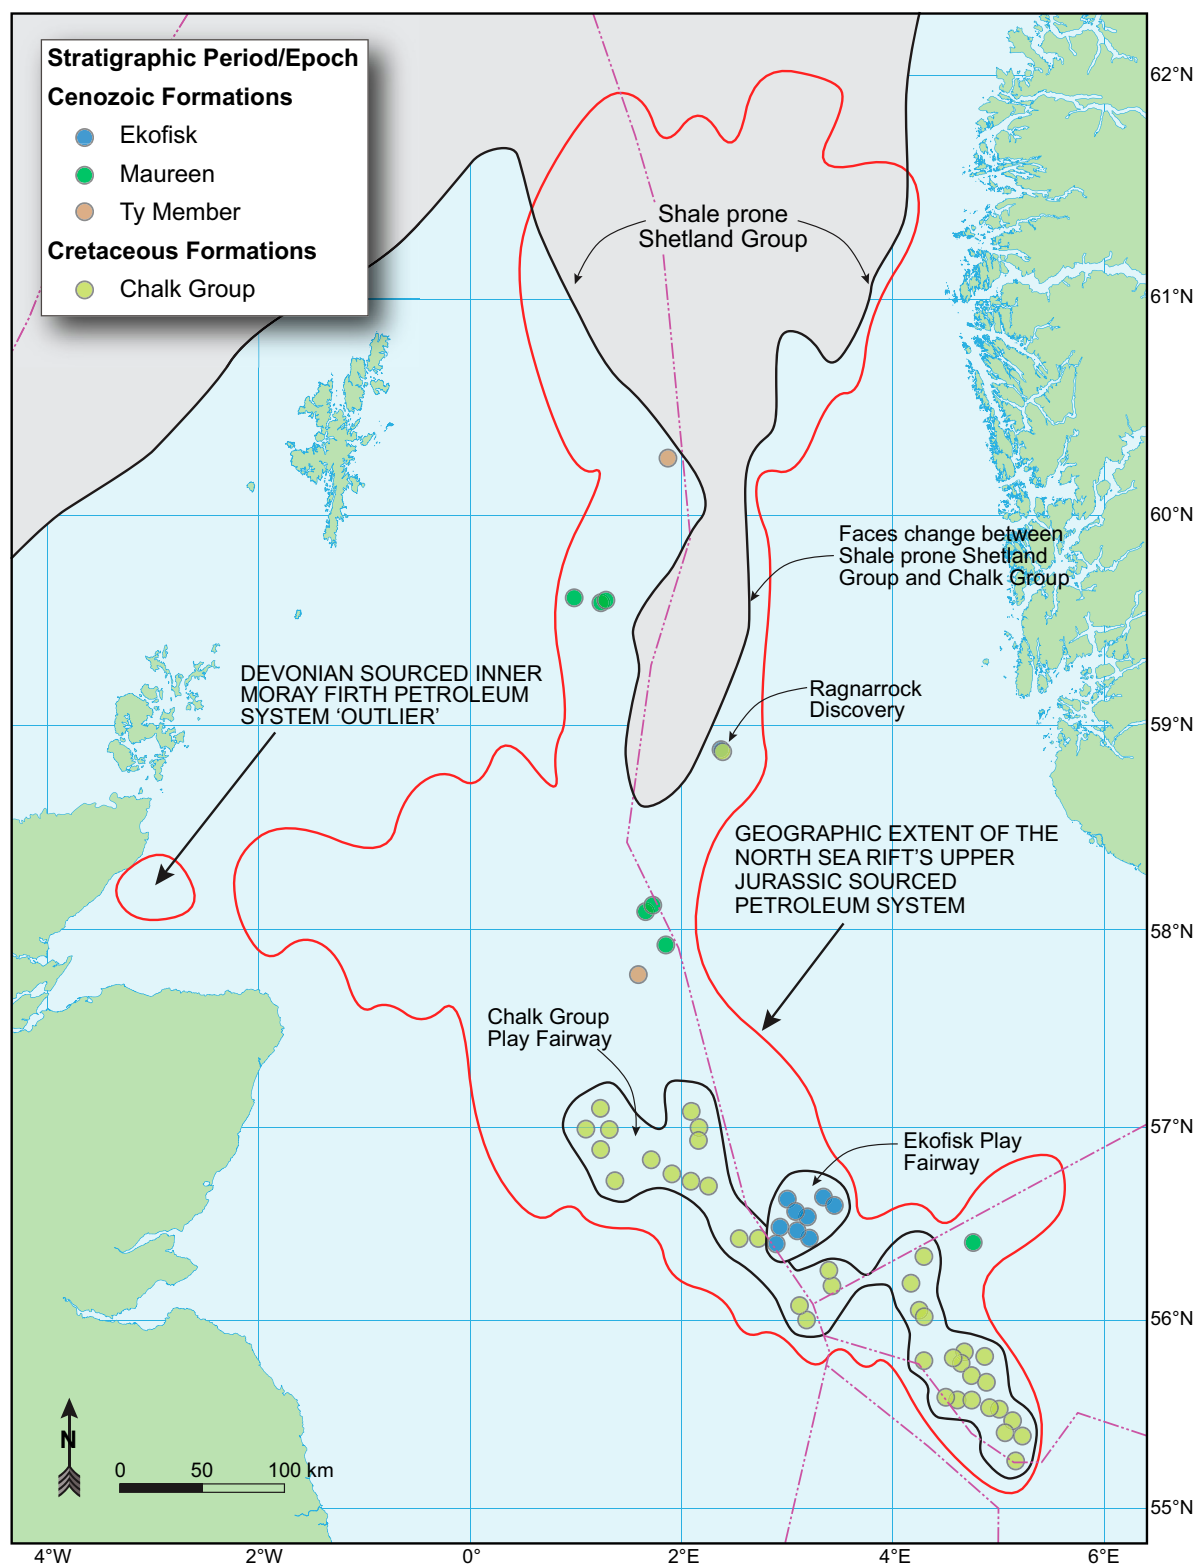 Stratigraphic Period/Epoch
Cenozoic Formations
Ekofisk
Maureen
Ty Member
Cretaceous Formations
Chalk Group
62°N
Shale prone
Shetland Group
61°N
60°N
Faces change between
Shale prone Shetland
Group and Chalk Group
DEVONIAN SOURCED INNER
MORAY FIRTH PETROLEUM
SYSTEM ‘OUTLIER’
Ragnarrock
Discovery
59°N
GEOGRAPHIC EXTENT OF THE
NORTH SEA RIFT’S UPPER
JURASSIC SOURCED
PETROLEUM SYSTEM
58°N
Chalk Group
Play Fairway
57°N
Ekofisk Play
Fairway
56°N
N
0 50 100 km
55°N
4°W 2°W 0° 2°E 4°E 6°E